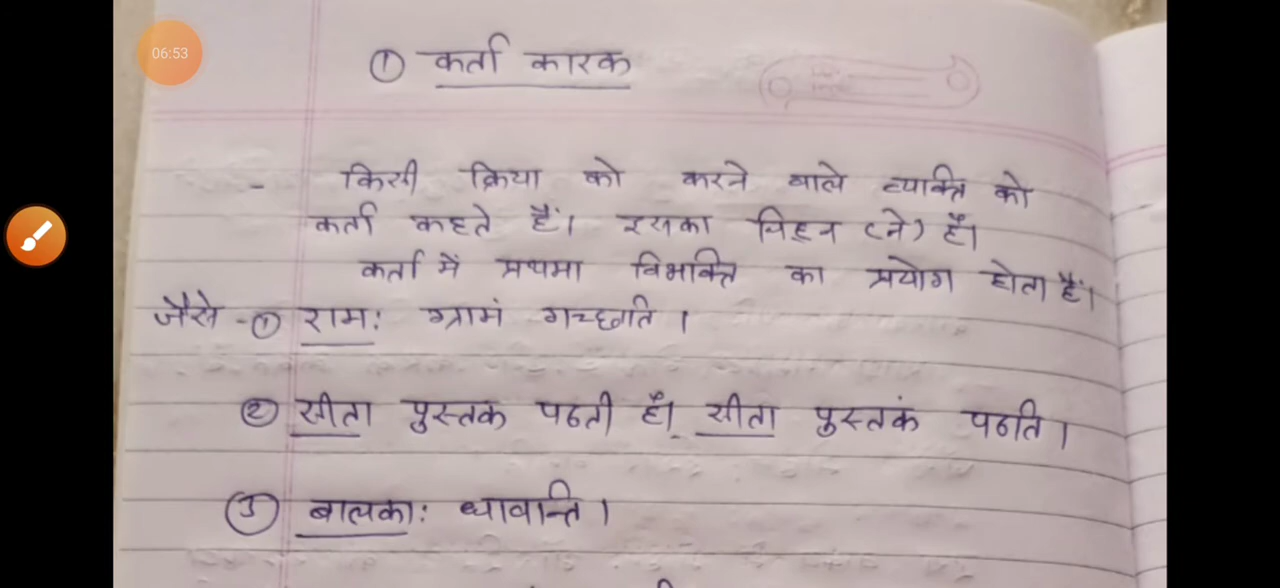 06:53
① कर्ता कारक
- किसी क्रिया को करने वाले व्यक्ति को
कर्ता कहते हैं। इसका चिह्न (ने) हैं।
कर्ता में प्रथमा विभक्ति का प्रयोग होता हैं।
जैसे - ① रामः ग्रामं गच्छति ।
② सीता पुस्तक पढती हैं। सीता पुस्तकं पठति ।
③ बालकाः धावन्ति ।